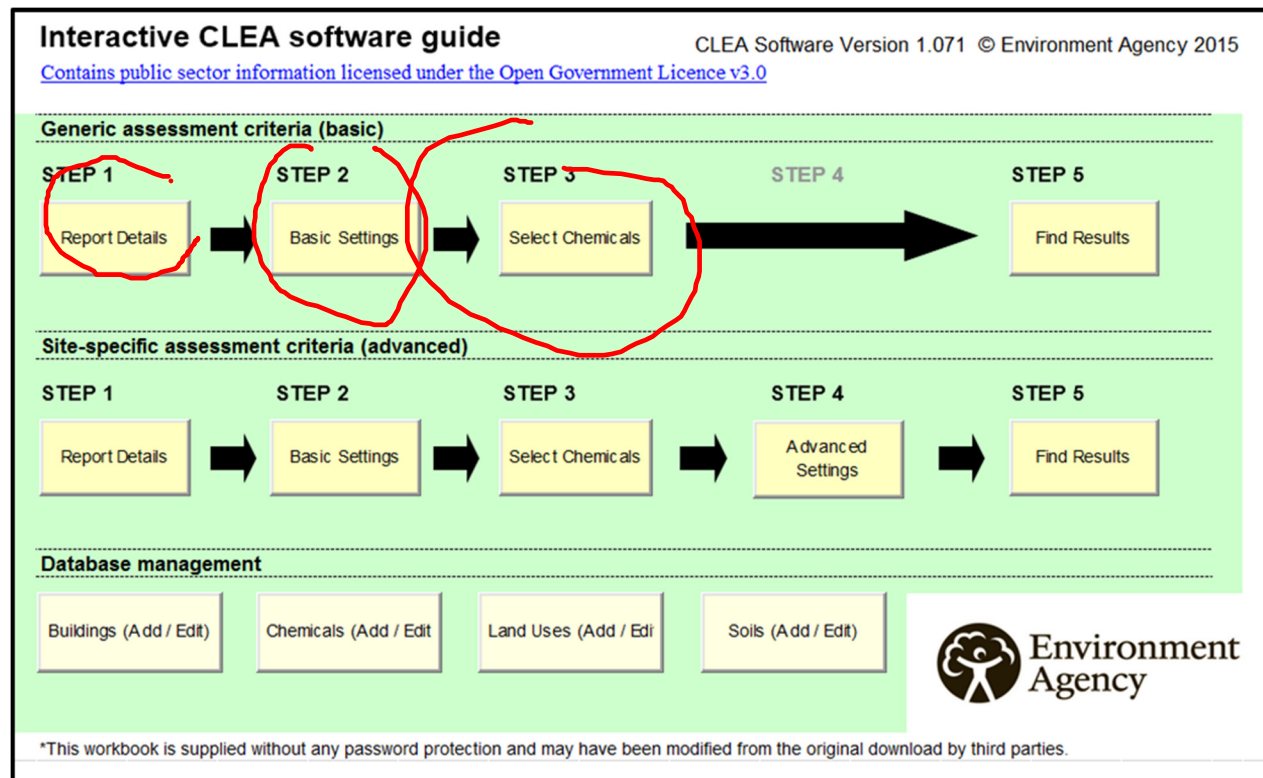 Interactive CLEA software guide
CLEA Software Version 1.071 © Environment Agency 2015
Contains public sector information licensed under the Open Government Licence v3.0
Generic assessment criteria (basic)
STEP 1 STEP 2 STEP 3 STEP 4 STEP 5
Report Details Basic Settings Select Chemicals Find Results
Site-specific assessment criteria (advanced)
STEP 1 STEP 2 STEP 3 STEP 4 STEP 5
Report Details Basic Settings Select Chemicals Advanced Settings Find Results
Database management
Buildings (Add / Edit) Chemicals (Add / Edit Land Uses (Add / Edi Soils (Add / Edit)
Environment
Agency
*This workbook is supplied without any password protection and may have been modified from the original download by third parties.